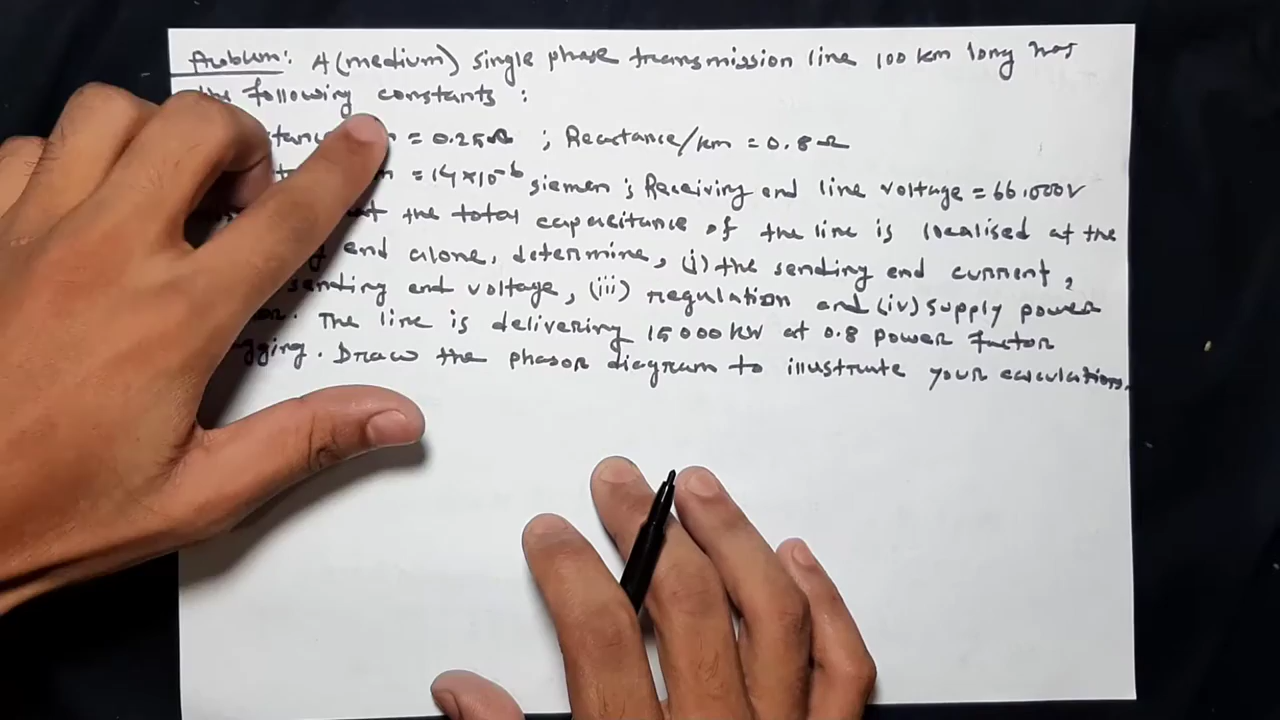 Problem: A (medium) single phase transmission line 100 km long has
the following constants :
stance = 0.25Ω ; Reactance/km = 0.8Ω
= 14×10⁻⁶ siemen ; Receiving end line voltage = 66,000V
the total capacitance of the line is localised at the
end alone, determine, (i) the sending end current,
sending end voltage, (iii) regulation and (iv) supply power
The line is delivering 15000 kW at 0.8 power factor
gging. Draw the phasor diagram to illustrate your calculations.